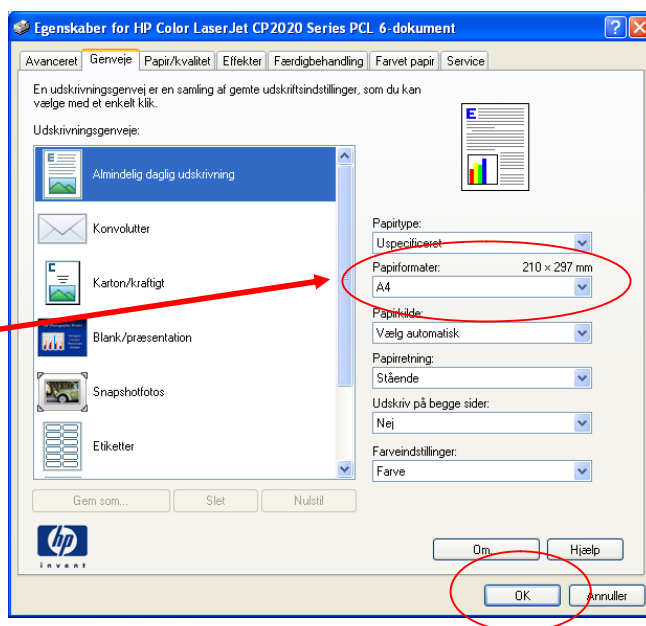 Egenskaber for HP Color LaserJet CP2020 Series PCL 6-dokument
Avanceret Genveje Papir/kvalitet Effekter Færdigbehandling Farvet papir Service
En udskrivningsgenvej er en samling af gemte udskriftsindstillinger, som du kan
vælge med et enkelt klik.
Udskrivningsgenveje:
Almindelig daglig udskrivning
Konvolutter
Karton/kraftigt
Blank/præsentation
Snapshotfotos
Etiketter
Gem som... Slet Nulstil
E
Papirtype:
Uspecificeret
Papirformater: 210 × 297 mm
A4
Papirkilde:
Vælg automatisk
Papirretning:
Stående
Udskriv på begge sider:
Nej
Farveindstillinger:
Farve
hp
invent
Om... Hjælp
OK Annuller